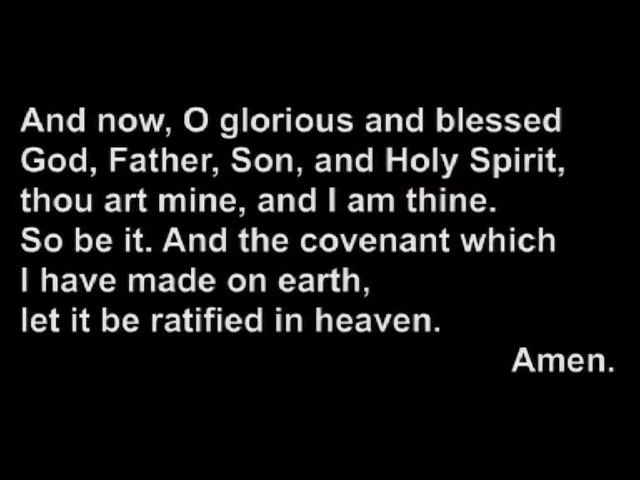 And now, O glorious and blessed
God, Father, Son, and Holy Spirit,
thou art mine, and I am thine.
So be it. And the covenant which
I have made on earth,
let it be ratified in heaven.
Amen.